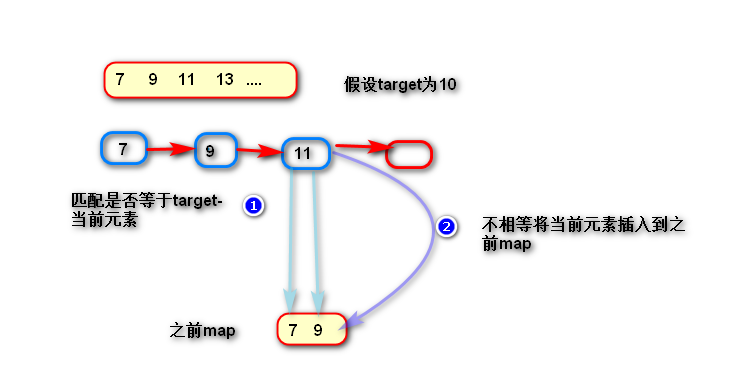 7 9 11 13 ....
假设target为10
7
9
11
匹配是否等于target-
当前元素
1
2
不相等将当前元素插入到之
前map
之前map
7 9